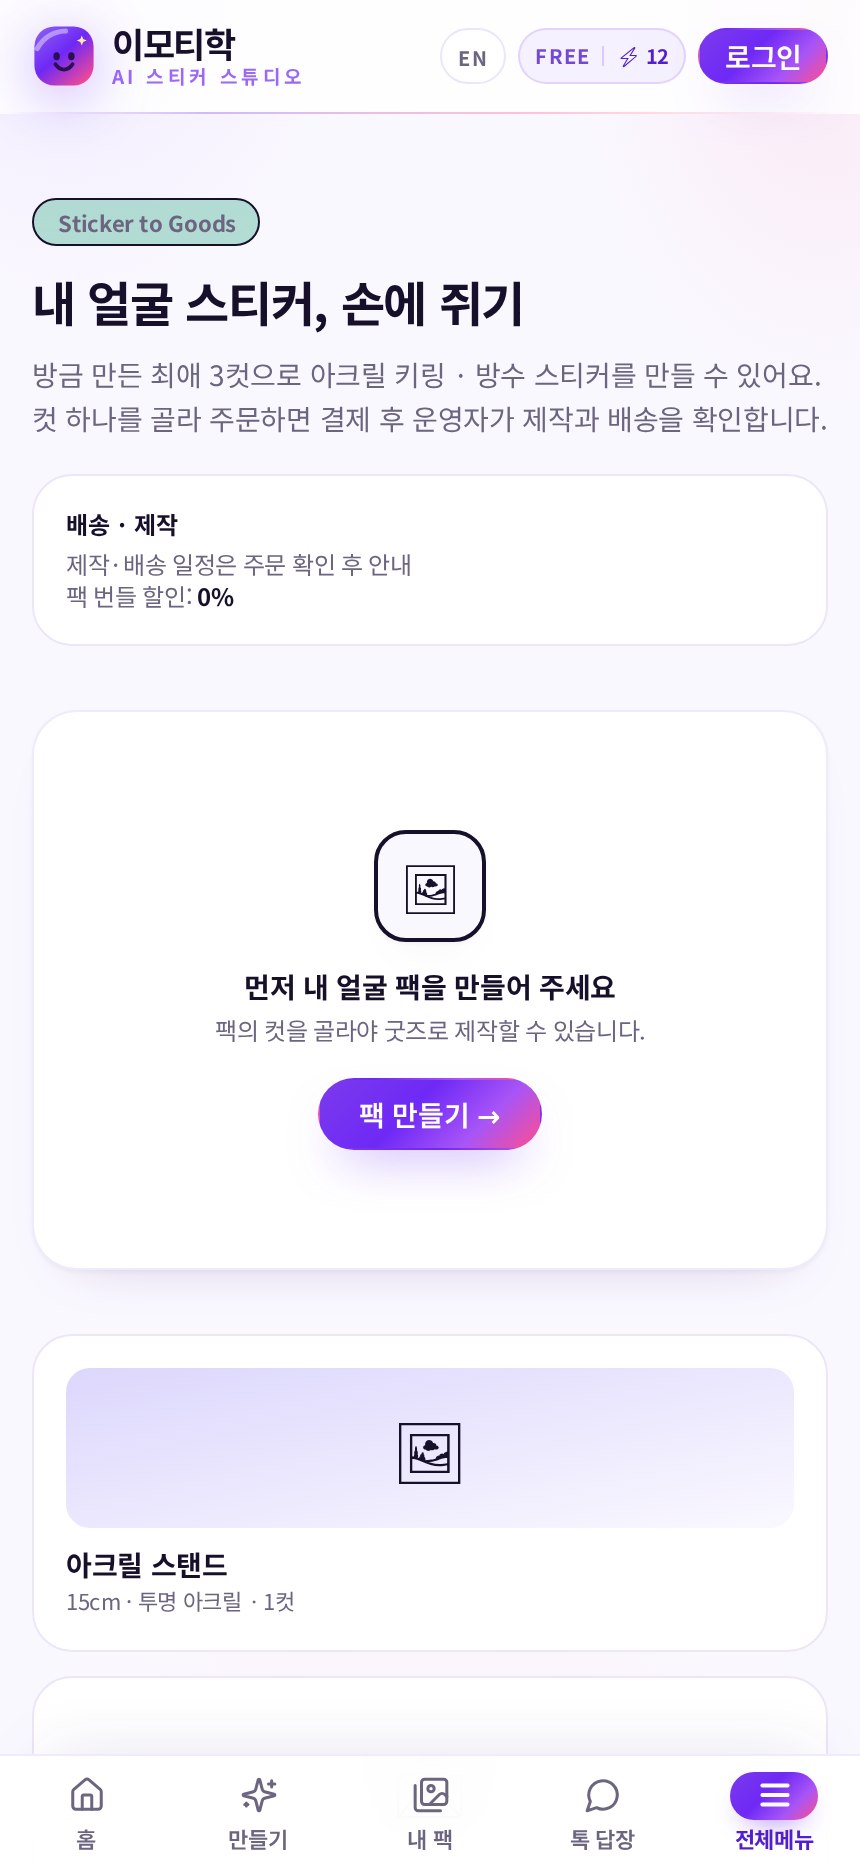 이모티학
AI 스티커 스튜디오
EN
FREE
12
로그인
Sticker to Goods
내 얼굴 스티커, 손에 쥐기
방금 만든 최애 3컷으로 아크릴 키링 · 방수 스티커를 만들 수 있어요.
컷 하나를 골라 주문하면 결제 후 운영자가 제작과 배송을 확인합니다.
배송 · 제작
제작·배송 일정은 주문 확인 후 안내
팩 번들 할인: 0%
먼저 내 얼굴 팩을 만들어 주세요
팩의 컷을 골라야 굿즈로 제작할 수 있습니다.
팩 만들기 →
아크릴 스탠드
15cm · 투명 아크릴 · 1컷
홈
만들기
내 팩
톡 답장
전체메뉴